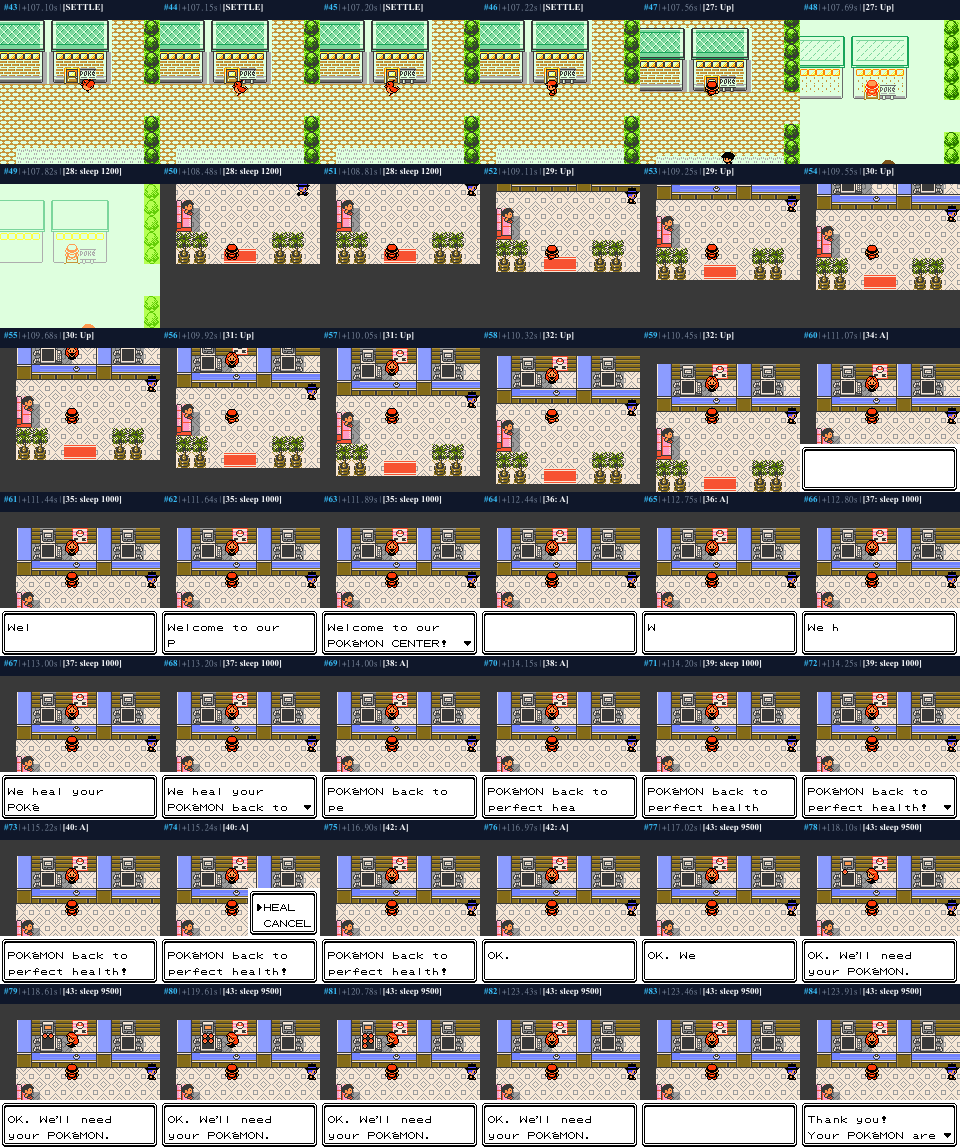 #43 | +107.10s | [SETTLE] #44 | +107.15s | [SETTLE] #45 | +107.20s | [SETTLE] #46 | +107.22s | [SETTLE] #47 | +107.56s | [27: Up] #48 | +107.69s | [27: Up]
POKé POKé POKé POKé POKé POKé
#49 | +107.82s | [28: sleep 1200] #50 | +108.48s | [28: sleep 1200] #51 | +108.81s | [28: sleep 1200] #52 | +109.11s | [29: Up] #53 | +109.25s | [29: Up] #54 | +109.55s | [30: Up]
POKé
#55 | +109.68s | [30: Up] #56 | +109.92s | [31: Up] #57 | +110.05s | [31: Up] #58 | +110.32s | [32: Up] #59 | +110.45s | [32: Up] #60 | +111.07s | [34: A]
#61 | +111.44s | [35: sleep 1000] #62 | +111.64s | [35: sleep 1000] #63 | +111.89s | [35: sleep 1000] #64 | +112.44s | [36: A] #65 | +112.75s | [36: A] #66 | +112.80s | [37: sleep 1000]
Wel
Welcome to our
P
Welcome to our
POKéMON CENTER! ▼
W
We h
#67 | +113.00s | [37: sleep 1000] #68 | +113.20s | [37: sleep 1000] #69 | +114.00s | [38: A] #70 | +114.15s | [38: A] #71 | +114.20s | [39: sleep 1000] #72 | +114.25s | [39: sleep 1000]
We heal your
POKé
We heal your
POKéMON back to ▼
POKéMON back to
pe
POKéMON back to
perfect hea
POKéMON back to
perfect health
POKéMON back to
perfect health! ▼
#73 | +115.22s | [40: A] #74 | +115.24s | [40: A] #75 | +116.90s | [42: A] #76 | +116.97s | [42: A] #77 | +117.02s | [43: sleep 9500] #78 | +118.10s | [43: sleep 9500]
POKéMON back to
perfect health!
▶HEAL
CANCEL
POKéMON back to
perfect health!
POKéMON back to
perfect health!
OK.
OK. We
OK. We'll need
your POKéMON.
#79 | +118.61s | [43: sleep 9500] #80 | +119.61s | [43: sleep 9500] #81 | +120.78s | [43: sleep 9500] #82 | +123.43s | [43: sleep 9500] #83 | +123.46s | [43: sleep 9500] #84 | +123.91s | [43: sleep 9500]
OK. We'll need
your POKéMON.
OK. We'll need
your POKéMON.
OK. We'll need
your POKéMON.
OK. We'll need
your POKéMON.
Thank you!
Your POKéMON are ▼